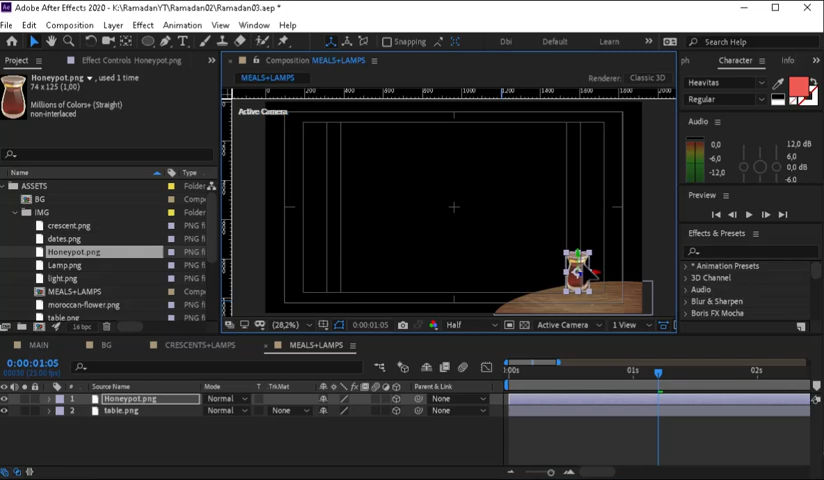 Adobe After Effects 2020 - K:\RamadanYT\Ramadan02\Ramadan03.aep *
File Edit Composition Layer Effect Animation View Window Help
Snapping Dbi Default Learn Search Help
Project Effect Controls Dentypot.png
Honeypot.png , used 1 time
74 x 125 (1,00)
Millions of Colors+ (Straight)
non-interlaced
Name Type
ASSETS Folder
BG Compo
IMG Folder
crescent.png PNG fi
dates.png PNG fi
Honeypot.png PNG fi
Lamp.png PNG fi
light.png PNG fi
MEALS+LAMPS Compo
moroccan-flower.png PNG fi
table.png PNG fi
16 bpc
Composition MEALS+LAMPS
MEALS+LAMPS Renderer: Classic 3D
Active Camera
(28,2%) 0:00:01:05 Half Active Camera 1 View
Character Info
Heavitas
Regular
Audio
0,0 12,0 dB
-6,0 6,0
-12,0 0,0
-6.0
Preview
Effects & Presets
* Animation Presets
3D Channel
Audio
Blur & Sharpen
Boris FX Mocha
MAIN BG CRESCENTS+LAMPS MEALS+LAMPS
0:00:01:05
00030 (25.00 fps)
:00s 01s 02s
# Source Name Mode T TrkMat Parent & Link
1 Honeypot.png Normal None
2 table.png Normal None None